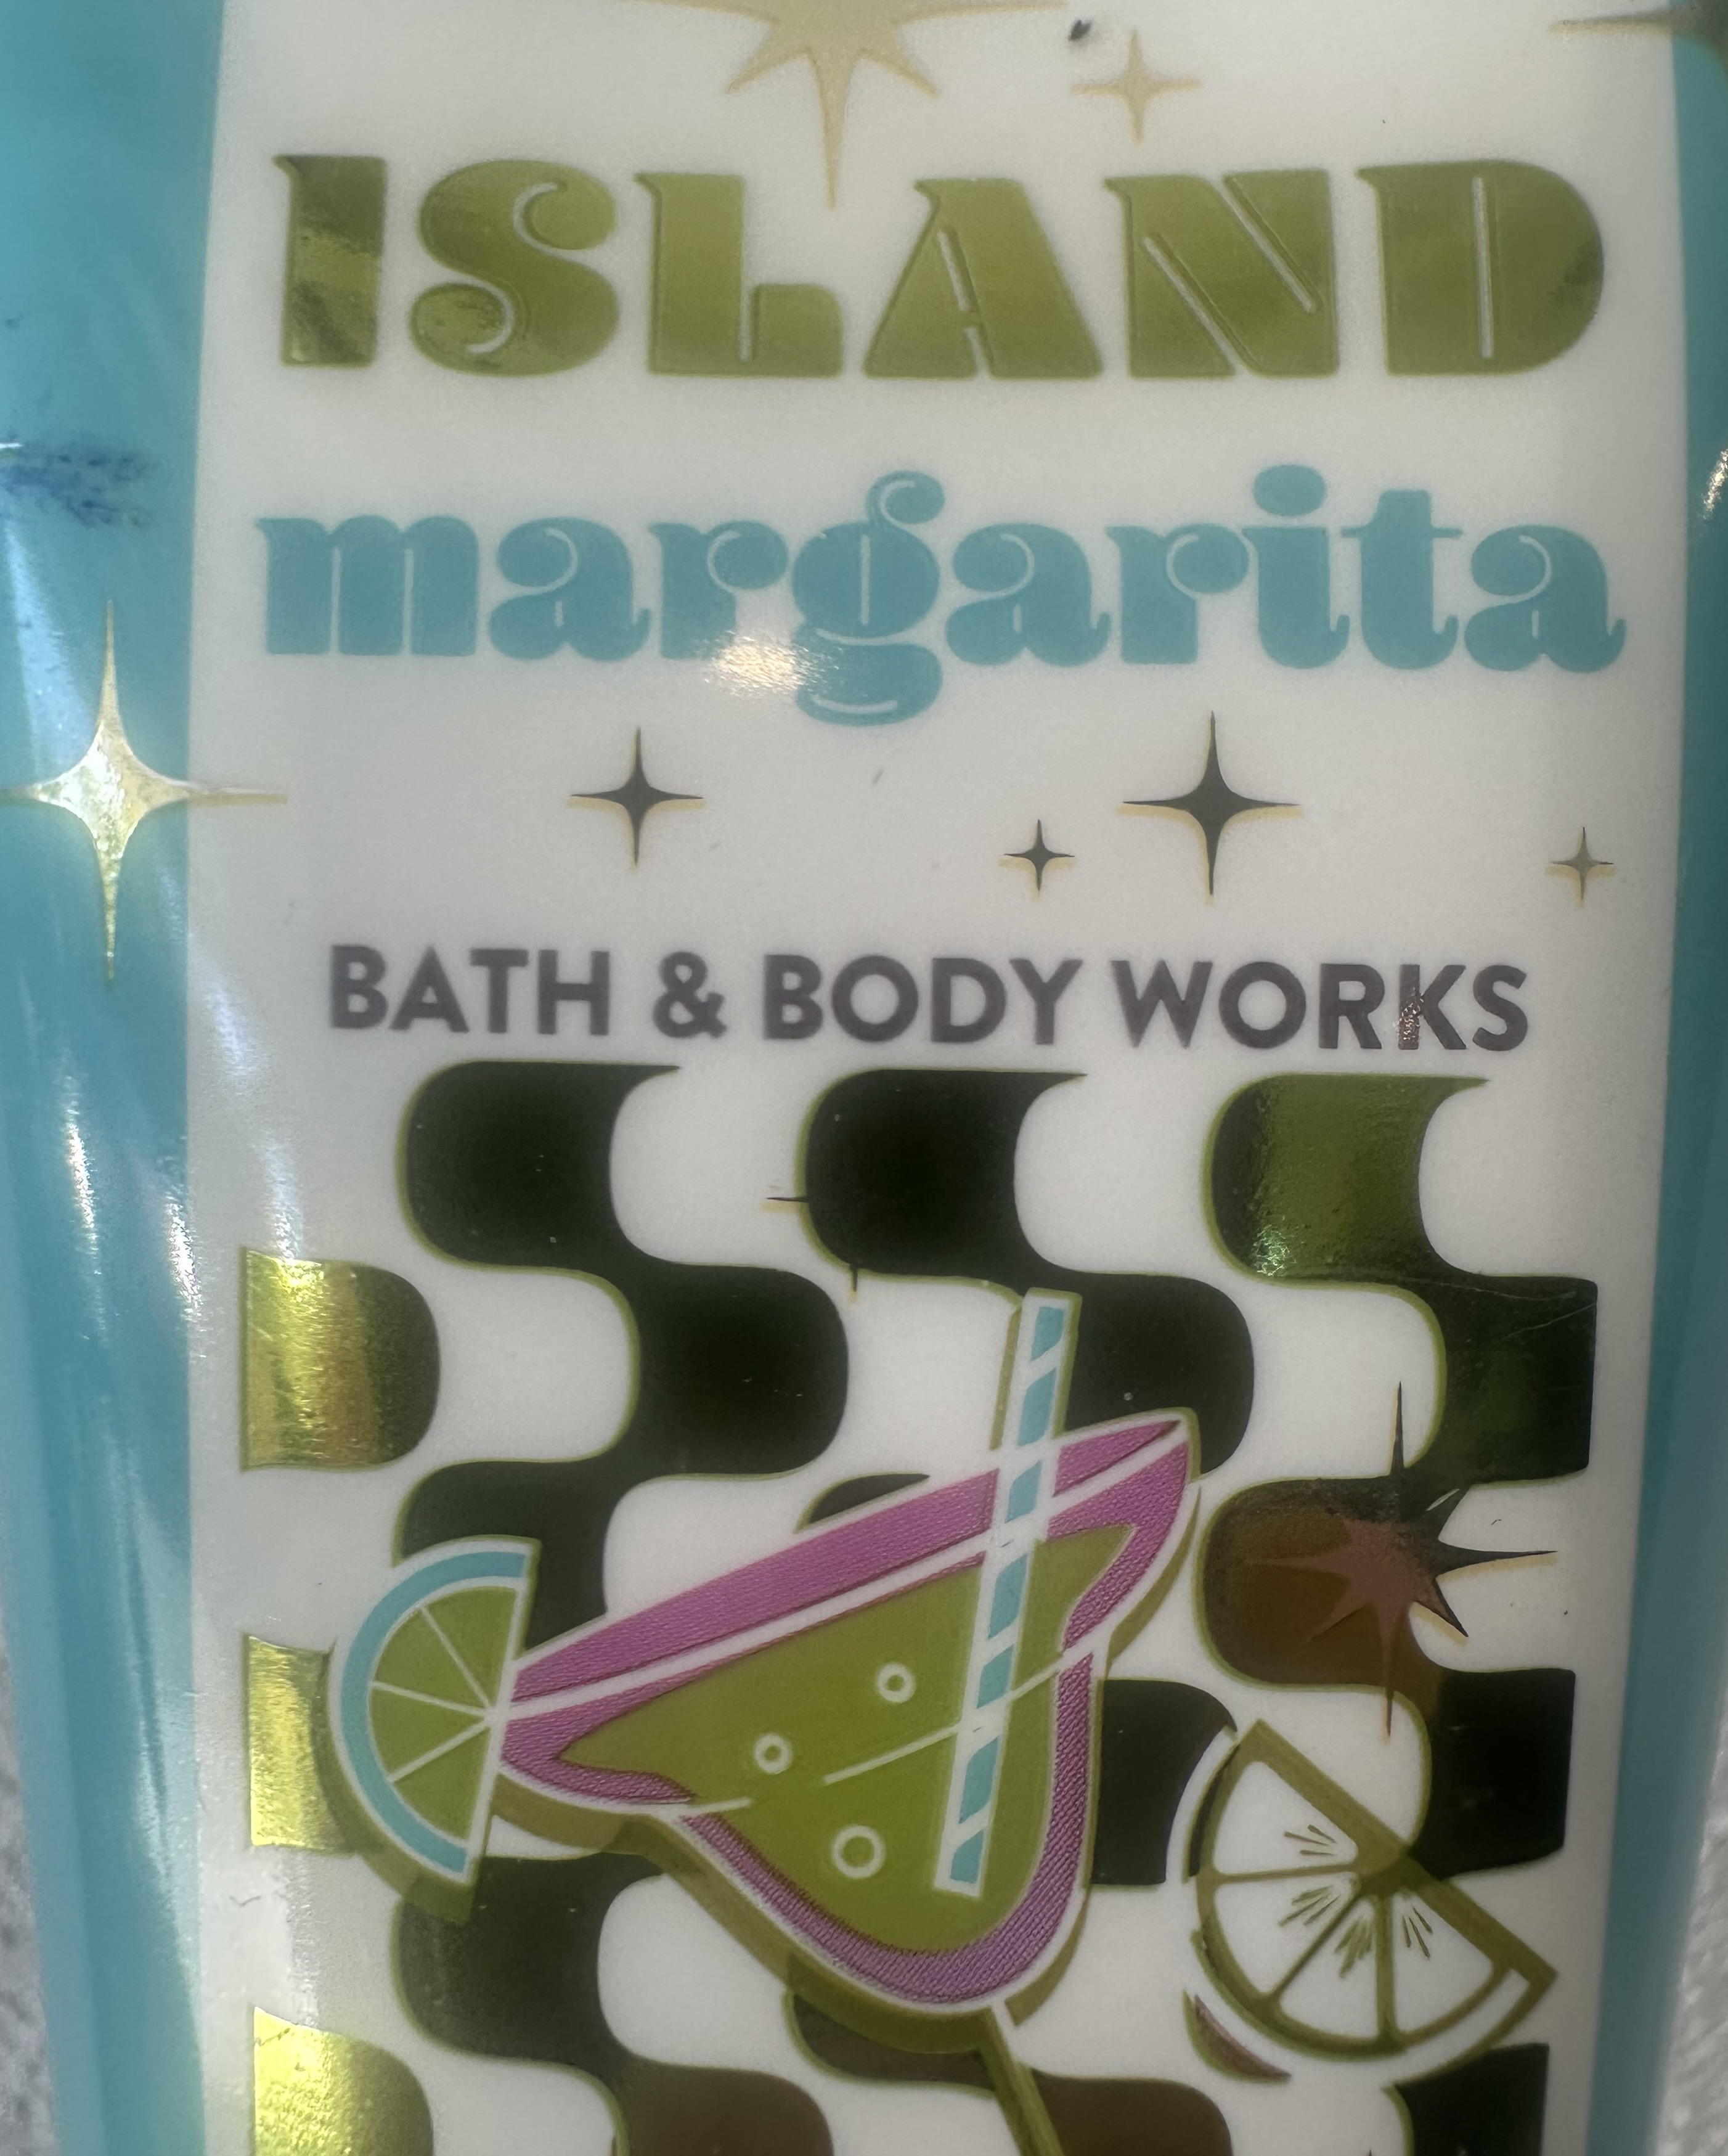 ISLAND
margarita
BATH & BODY WORKS